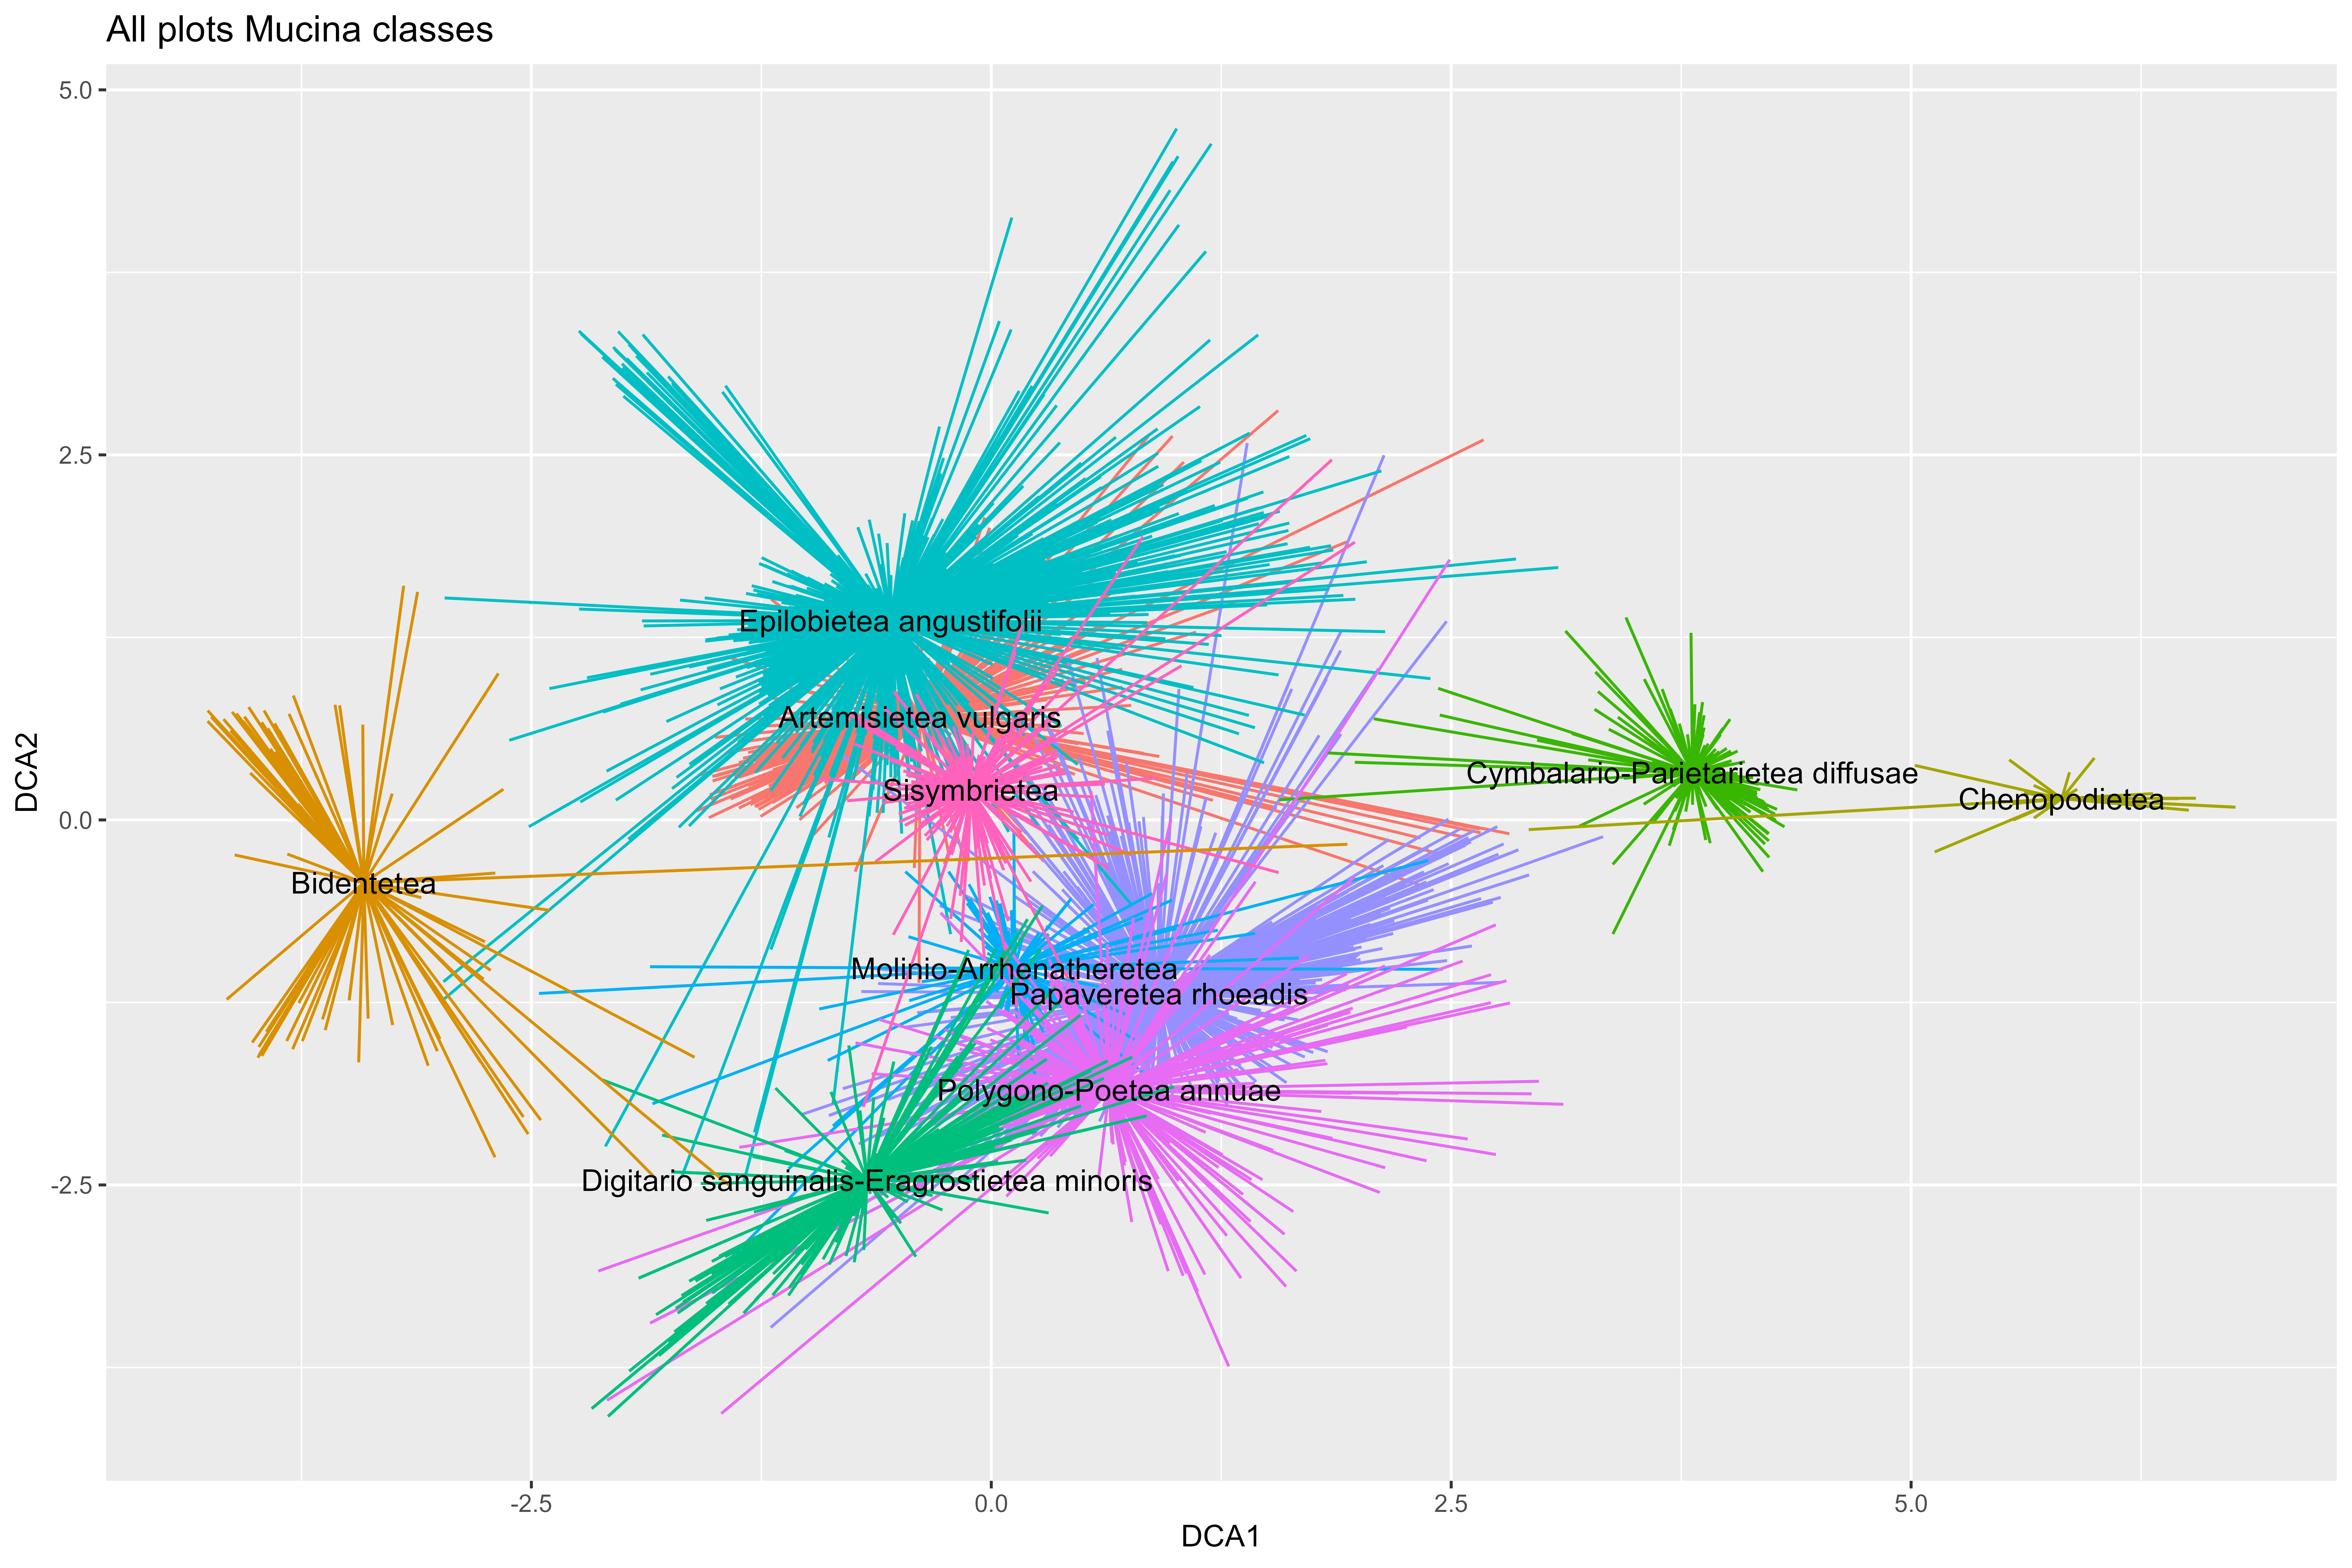 All plots Mucina classes
5.0
2.5
0.0
-2.5
DCA2
Epilobietea angustifolii
Artemisietea vulgaris
Sisymbrietea
Cymbalario-Parietarietea diffusae
Chenopodietea
Bidentetea
Molinio-Arrhenatheretea
Papaveretea rhoeadis
Polygono-Poetea annuae
Digitario sanguinalis-Eragrostietea minoris
-2.5
0.0
2.5
5.0
DCA1